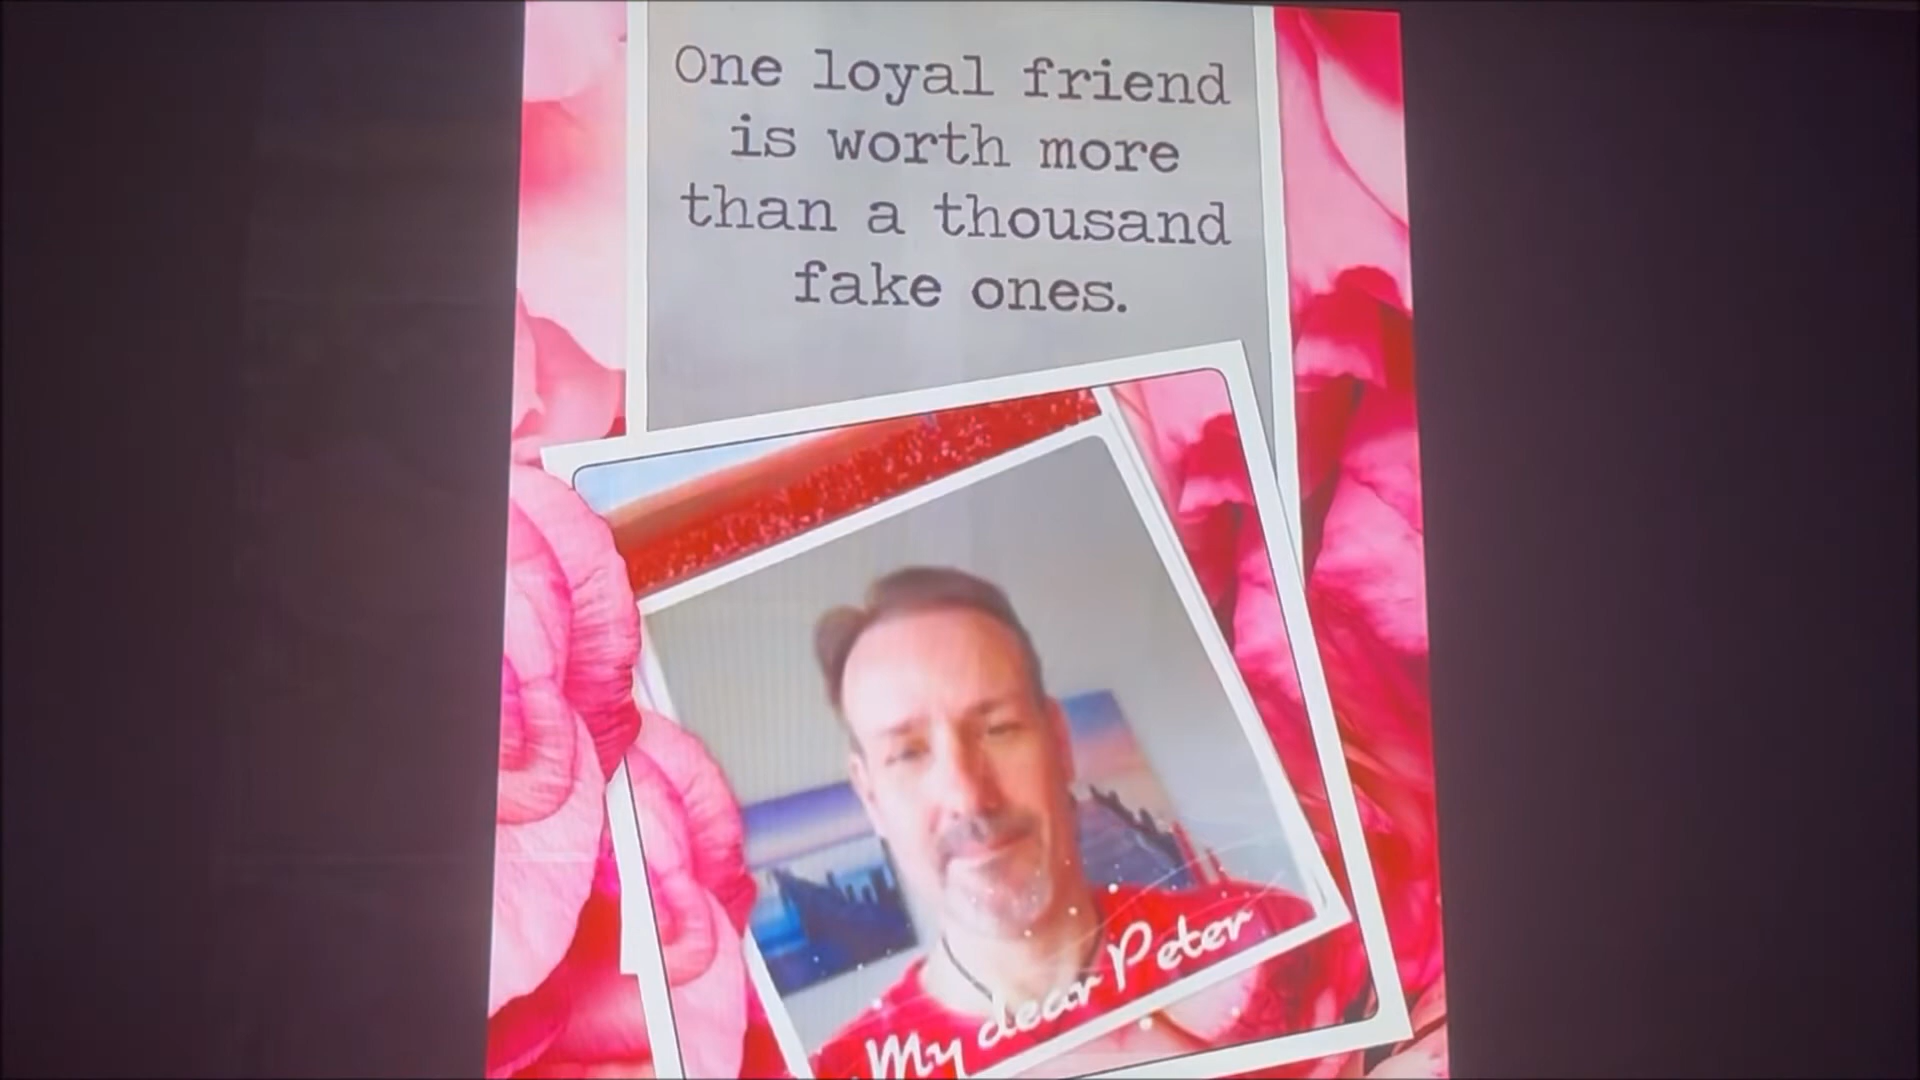 One loyal friend
is worth more
than a thousand
fake ones.
My dear Peter